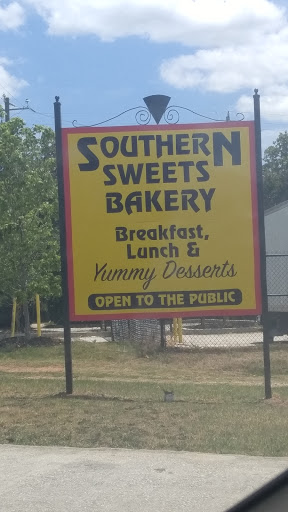 SOUTHERN
SWEETS
BAKERY
Breakfast,
Lunch &
Yummy Desserts
OPEN TO THE PUBLIC